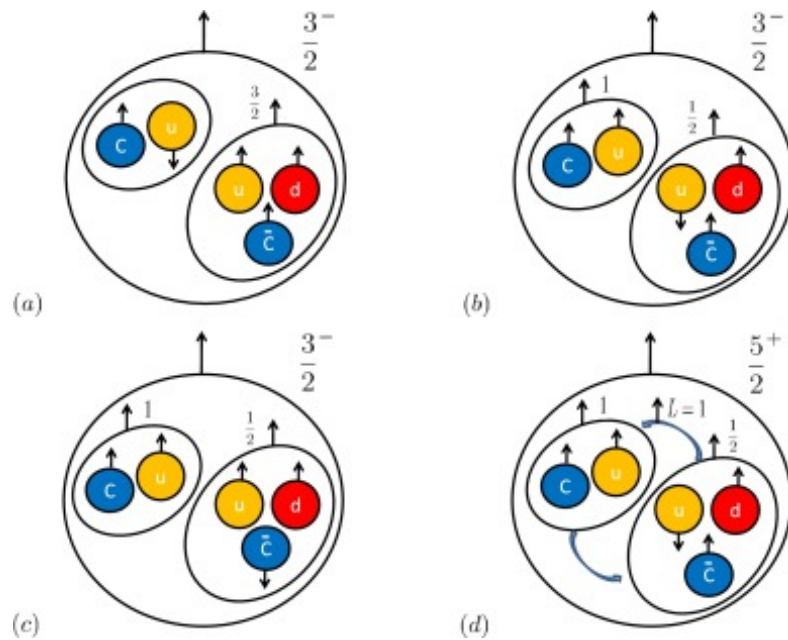 3/2⁻
3/2
c u
u d
c̄
(a)
3/2⁻
1
1/2
c u
u d
c̄
(b)
3/2⁻
1
1/2
c u
u d
c̄
(c)
5/2⁺
1
L=1
1/2
c u
u d
c̄
(d)